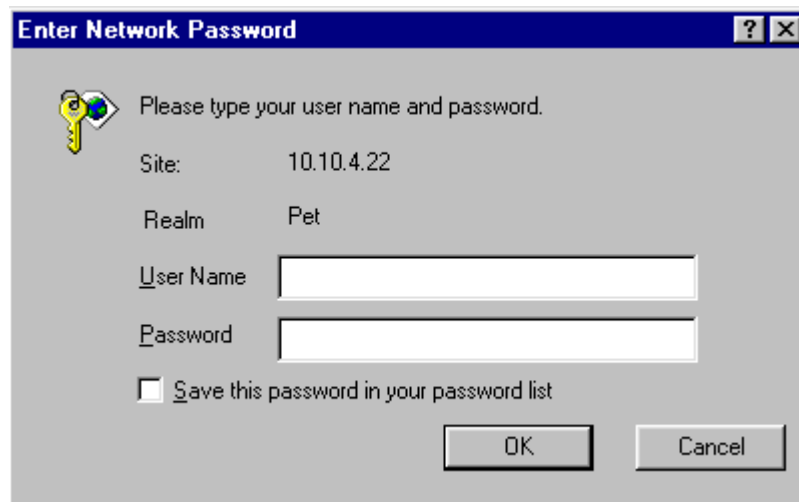 Enter Network Password
Please type your user name and password.
Site: 10.10.4.22
Realm Pet
User Name
Password
Save this password in your password list
OK Cancel